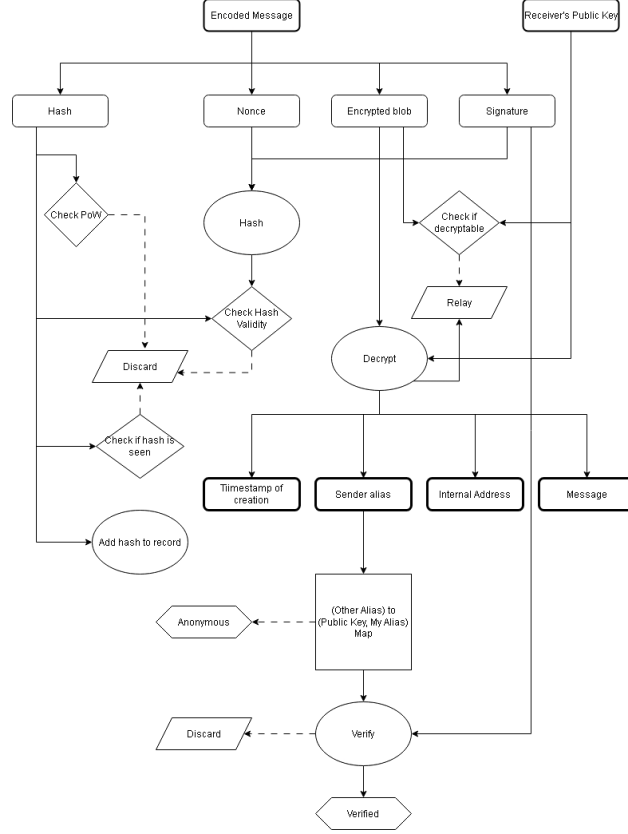 Encoded Message
Receiver's Public Key
Hash
Nonce
Encrypted blob
Signature
Check PoW
Hash
Check if
decryptable
Relay
Check Hash
Validity
Decrypt
Discard
Check if hash is
seen
Tiimestamp of
creation
Sender alias
Internal Address
Message
Add hash to record
(Other Alias) to
(Public Key, My Alias)
Map
Anonymous
Verify
Discard
Verified